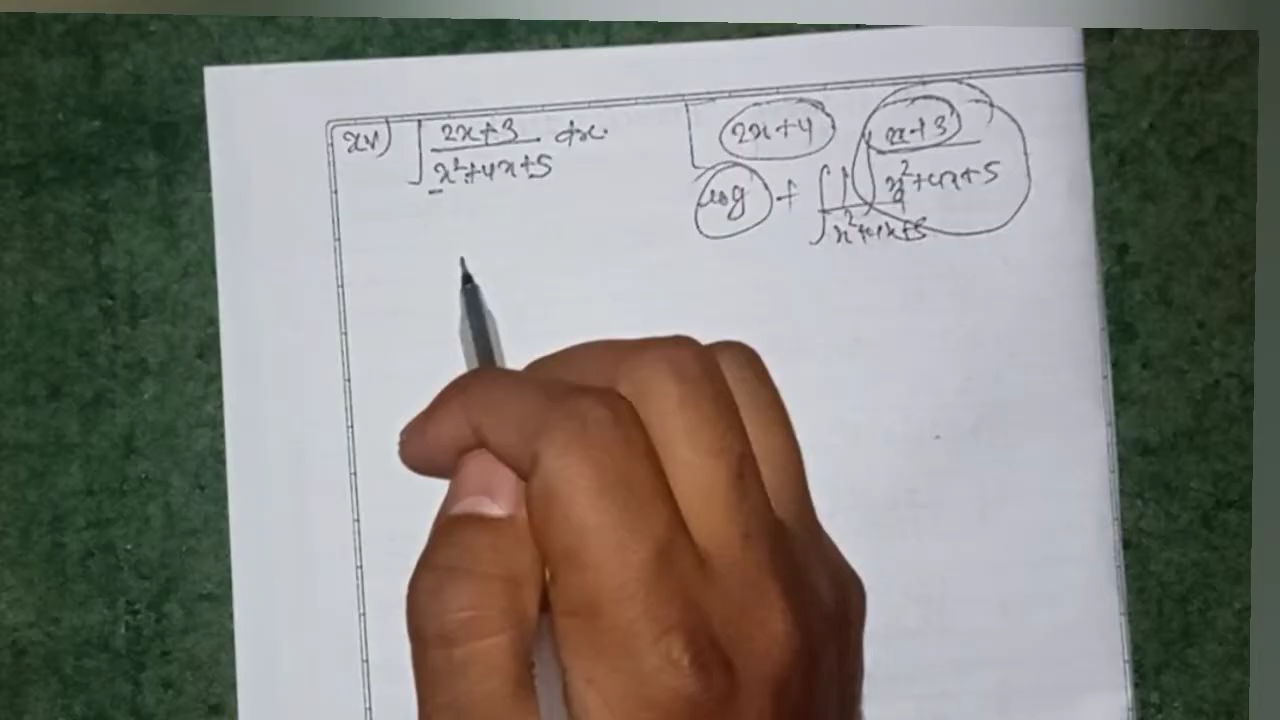 xv) ∫ 2x+3 / x²+4x+5 dx
2x+4
x+3 / x²+4x+5
log + ∫ 1 / x²+4x+5